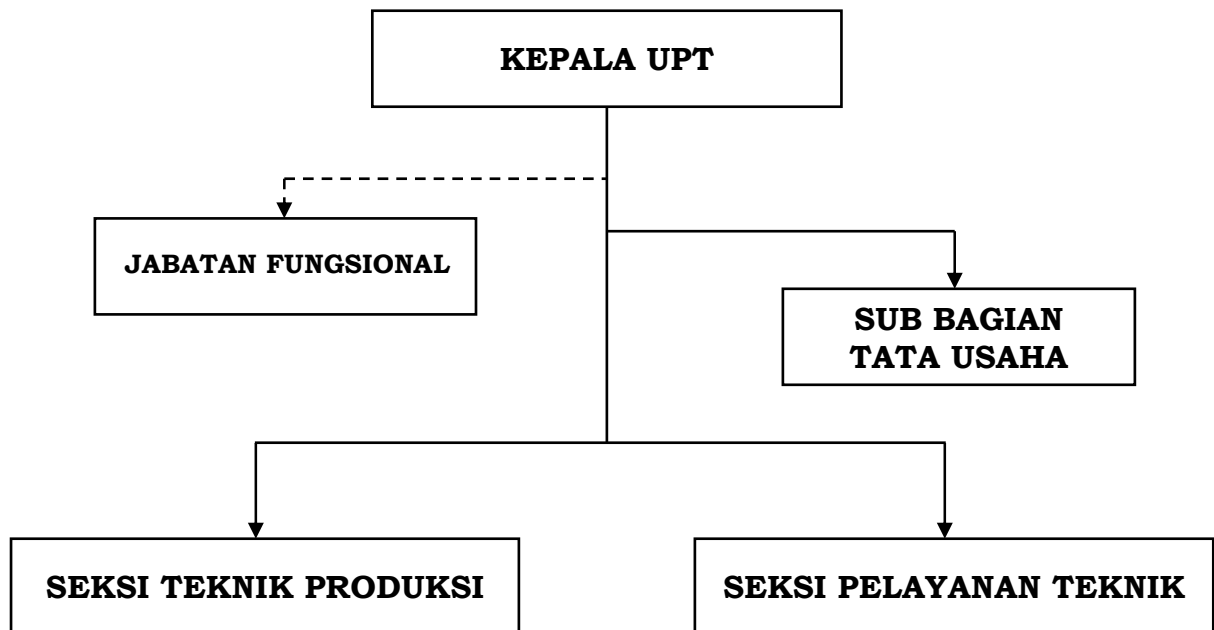 KEPALA UPT
JABATAN FUNGSIONAL
SUB BAGIAN
TATA USAHA
SEKSI TEKNIK PRODUKSI
SEKSI PELAYANAN TEKNIK